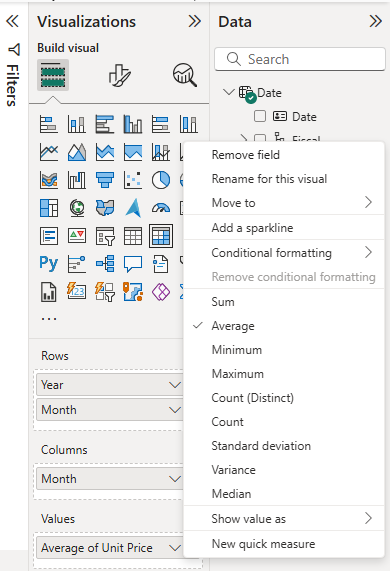 Visualizations
Data
Filters
Build visual
Search
Date
Date
Fiscal
Py
123
...
Rows
Year
Month
Columns
Month
Values
Average of Unit Price
Remove field
Rename for this visual
Move to
Add a sparkline
Conditional formatting
Remove conditional formatting
Sum
Average
Minimum
Maximum
Count (Distinct)
Count
Standard deviation
Variance
Median
Show value as
New quick measure